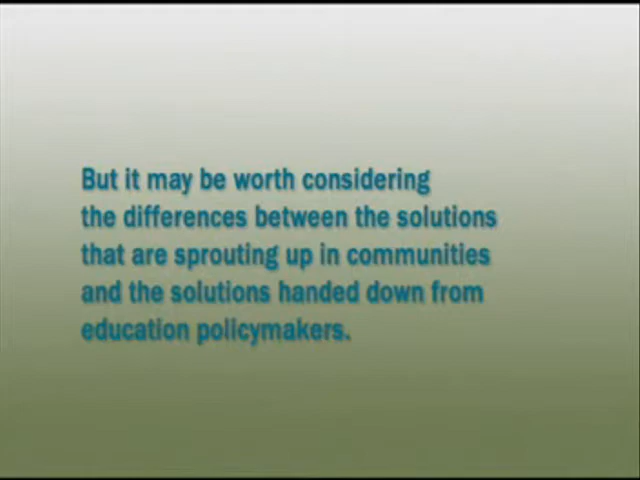 But it may be worth considering
the differences between the solutions
that are sprouting up in communities
and the solutions handed down from
education policymakers.